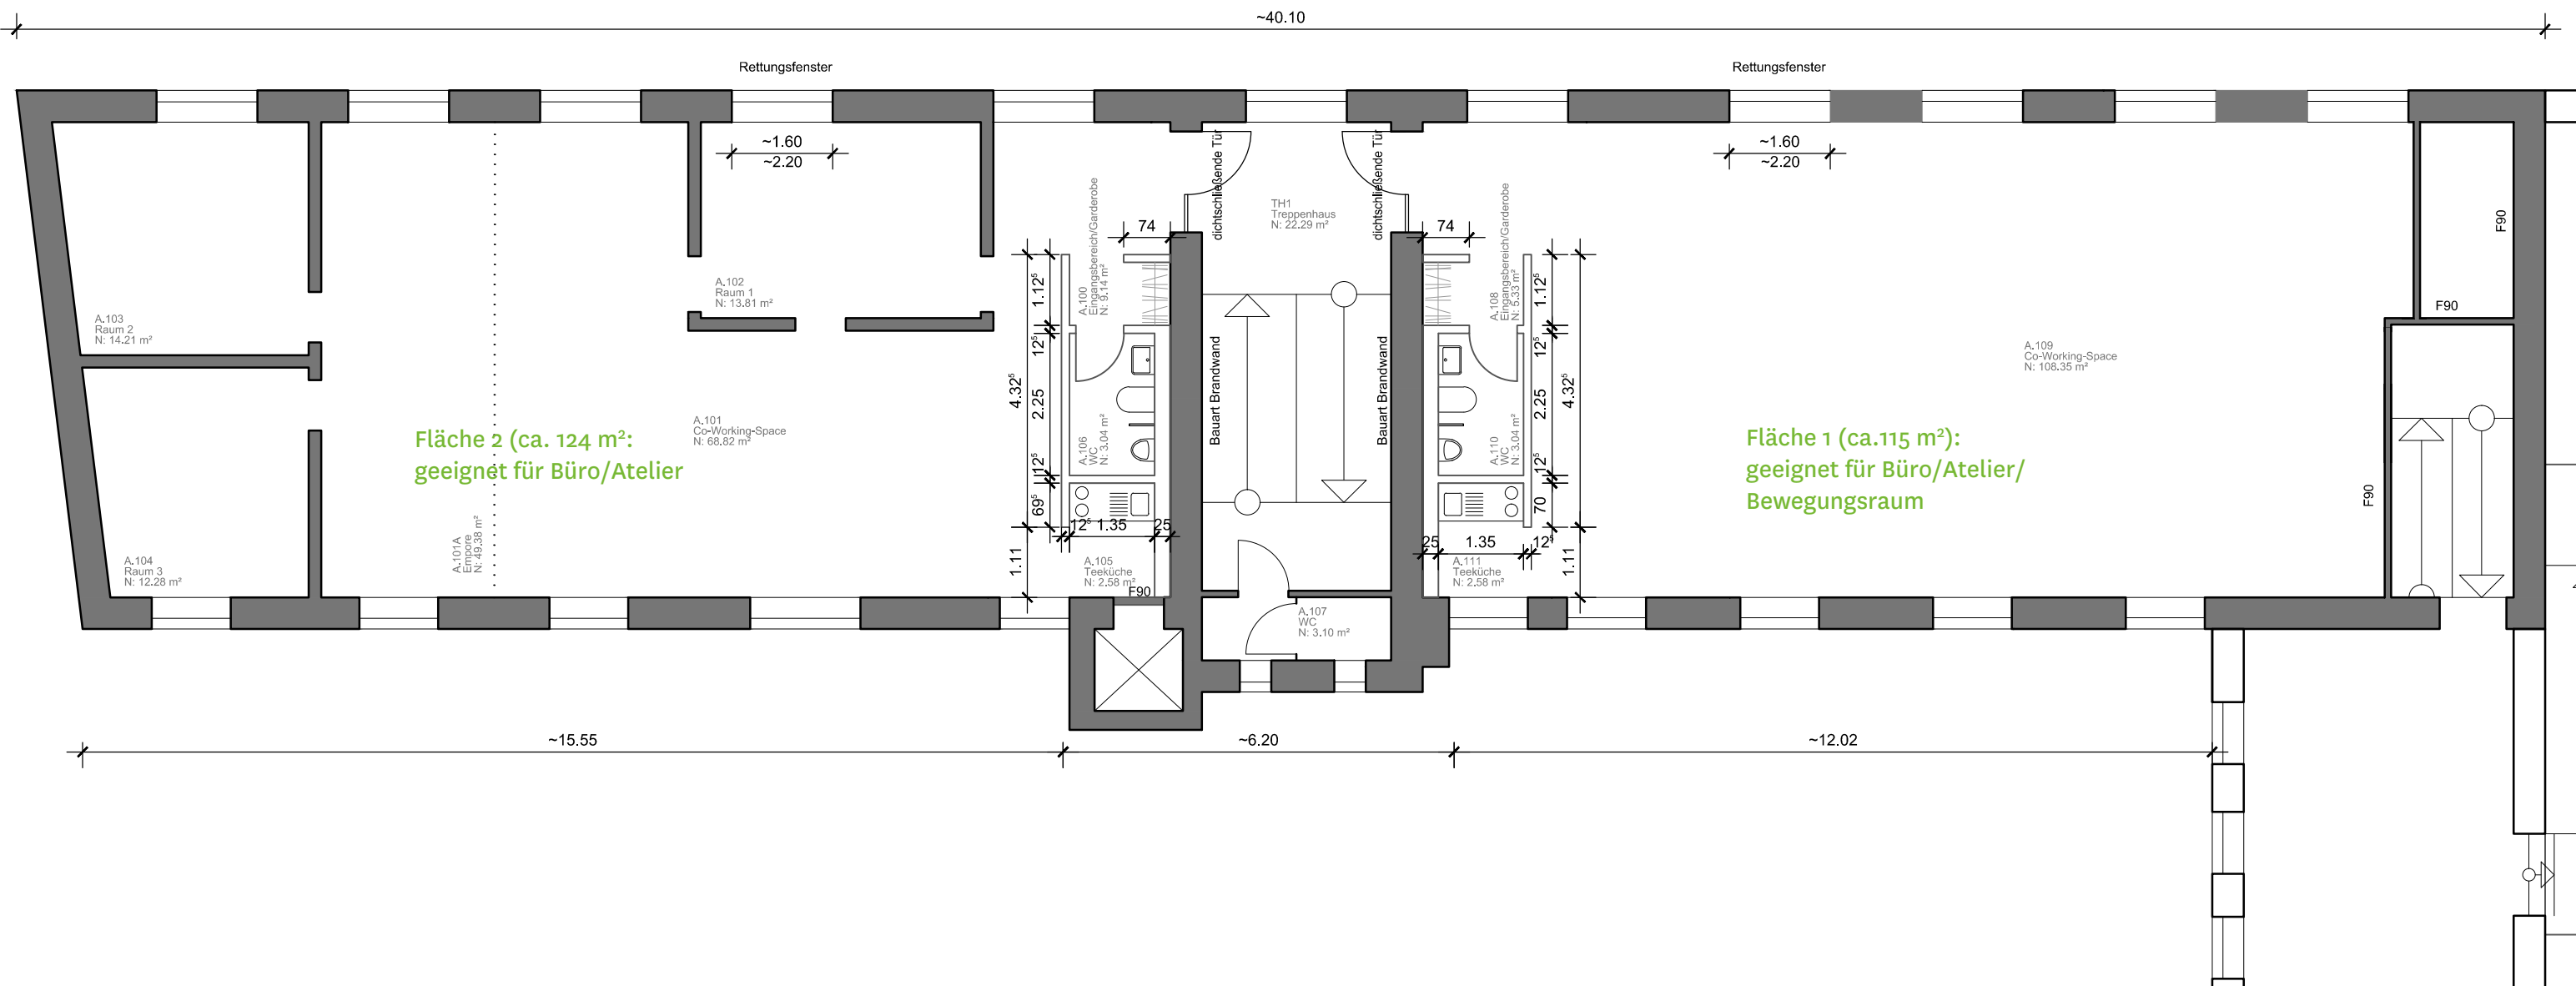 ~40.10
Rettungsfenster
Rettungsfenster
~1.60
~2.20
~1.60
~2.20
dichtschließende Tür
dichtschließende Tür
TH1
Treppenhaus
N: 22.29 m²
74
74
A.100
Eingangsbereich/Garderobe
N: 9.14 m²
A.108
Eingangsbereich/Garderobe
N: 5.33 m²
F90
F90
A.102
Raum 1
N: 13.81 m²
A.103
Raum 2
N: 14.21 m²
1.12⁵
12⁵
2.25
12⁵
69⁵
4.32⁵
1.11
1.12⁵
12⁵
2.25
12⁵
70
4.32⁵
1.11
Bauart Brandwand
Bauart Brandwand
A.109
Co-Working-Space
N: 108.35 m²
A.101
Co-Working-Space
N: 68.82 m²
Fläche 2 (ca. 124 m²:
geeignet für Büro/Atelier
A.106
WC
N: 3.04 m²
A.110
WC
N: 3.04 m²
Fläche 1 (ca.115 m²):
geeignet für Büro/Atelier/
Bewegungsraum
F90
A.101A
Empore
N: 49.38 m²
12⁵
1.35
25
25
1.35
12⁵
A.104
Raum 3
N: 12.28 m²
A.105
Teeküche
N: 2.58 m²
F90
A.111
Teeküche
N: 2.58 m²
A.107
WC
N: 3.10 m²
~15.55
~6.20
~12.02